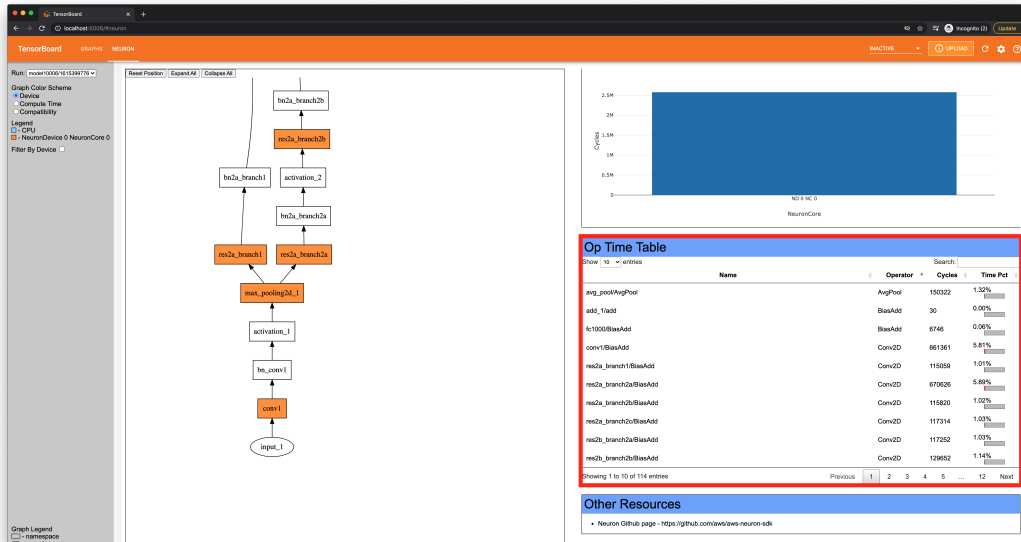 TensorBoard
localhost:6006/#neuron
Incognito (2)
Update
TensorBoard
GRAPHS
NEURON
INACTIVE
UPLOAD
Run: model10006/1615399776
Graph Color Scheme
Device
Compute Time
Compatibility
Legend
- CPU
- NeuronDevice 0 NeuronCore 0
Filter By Device
Graph Legend
- namespace
Reset Position Expand All Collapse All
bn2a_branch2b
res2a_branch2b
bn2a_branch1
activation_2
bn2a_branch2a
res2a_branch1
res2a_branch2a
max_pooling2d_1
activation_1
bn_conv1
conv1
input_1
2.5M
2M
1.5M
1M
0.5M
0
Cycles
ND 0 NC 0
NeuronCore
Op Time Table
Show 10 entries
Search:
Name Operator Cycles Time Pct
avg_pool/AvgPool AvgPool 150322 1.32%
add_1/add BiasAdd 30 0.00%
fc1000/BiasAdd BiasAdd 6746 0.06%
conv1/BiasAdd Conv2D 661361 5.81%
res2a_branch1/BiasAdd Conv2D 115059 1.01%
res2a_branch2a/BiasAdd Conv2D 670626 5.89%
res2a_branch2b/BiasAdd Conv2D 115820 1.02%
res2a_branch2c/BiasAdd Conv2D 117314 1.03%
res2b_branch2a/BiasAdd Conv2D 117252 1.03%
res2b_branch2b/BiasAdd Conv2D 129652 1.14%
Showing 1 to 10 of 114 entries
Previous 1 2 3 4 5 … 12 Next
Other Resources
Neuron Github page - https://github.com/aws/aws-neuron-sdk